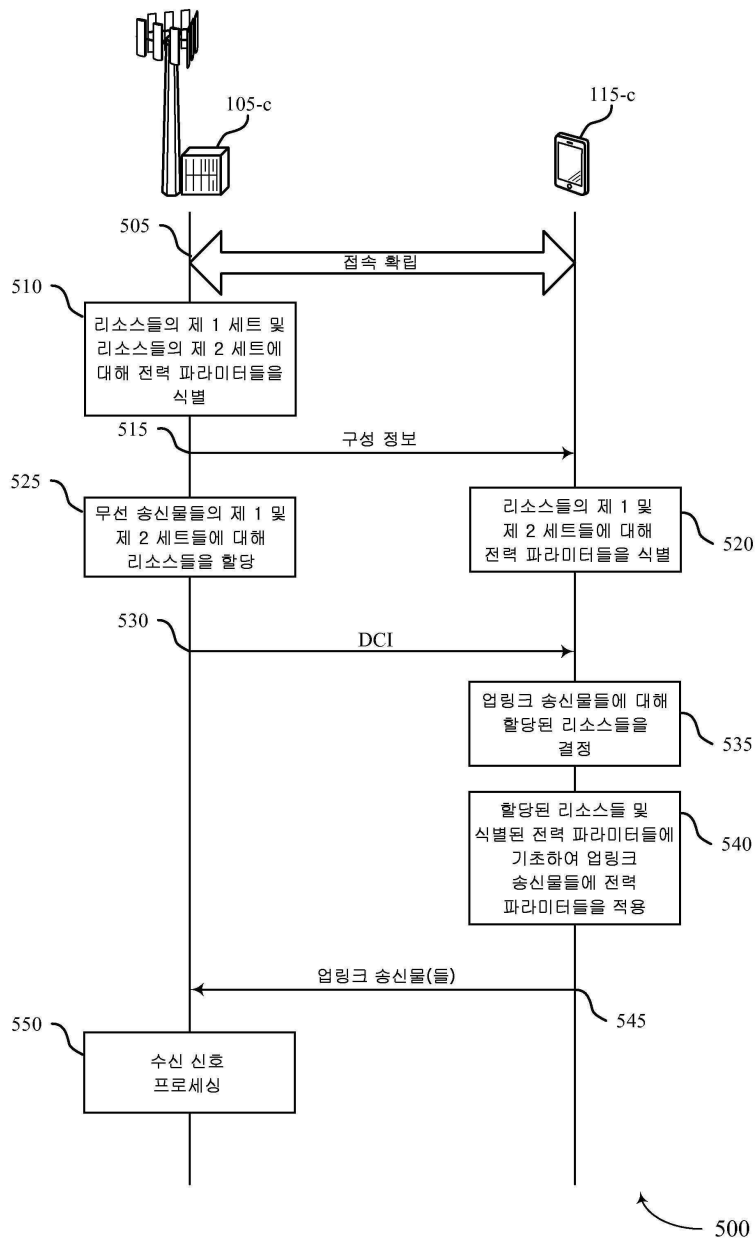 105-c
115-c
505
접속 확립
510
리소스들의 제 1 세트 및
리소스들의 제 2 세트에
대해 전력 파라미터들을
식별
515
구성 정보
525
무선 송신물들의 제 1 및
제 2 세트들에 대해
리소스들을 할당
리소스들의 제 1 및
제 2 세트들에 대해
전력 파라미터들을 식별
520
530
DCI
업링크 송신물들에 대해
할당된 리소스들을
결정
535
할당된 리소스들 및
식별된 전력 파라미터들에
기초하여 업링크
송신물들에 전력
파라미터들을 적용
540
업링크 송신물(들)
545
550
수신 신호
프로세싱
500